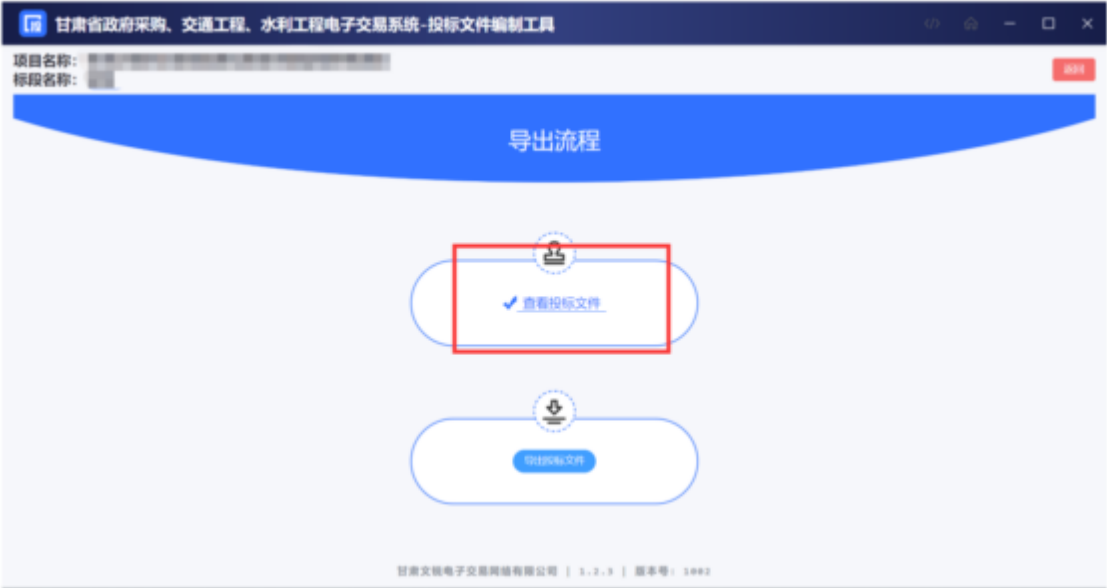 投
甘肃省政府采购、交通工程、水利工程电子交易系统-投标文件编制工具
项目名称:
标段名称:
返回
导出流程
查看投标文件
导出投标文件
甘肃文锐电子交易网络有限公司 | 1.2.3 | 版本号: 1002